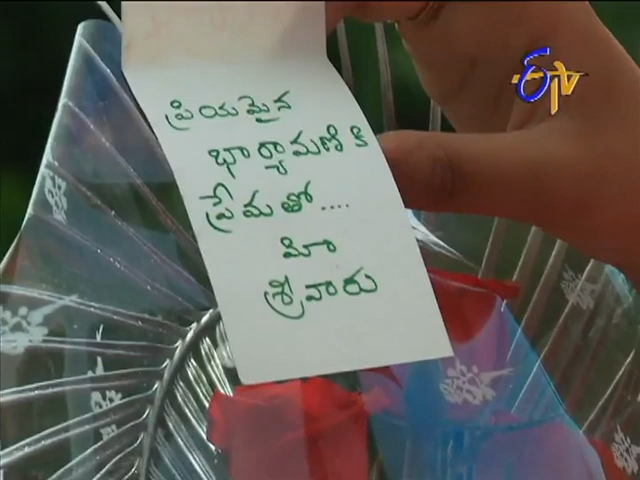 ప్రియమైన
భార్యామణికి
ప్రేమతో....
మీ
శ్రీవారు
ETV